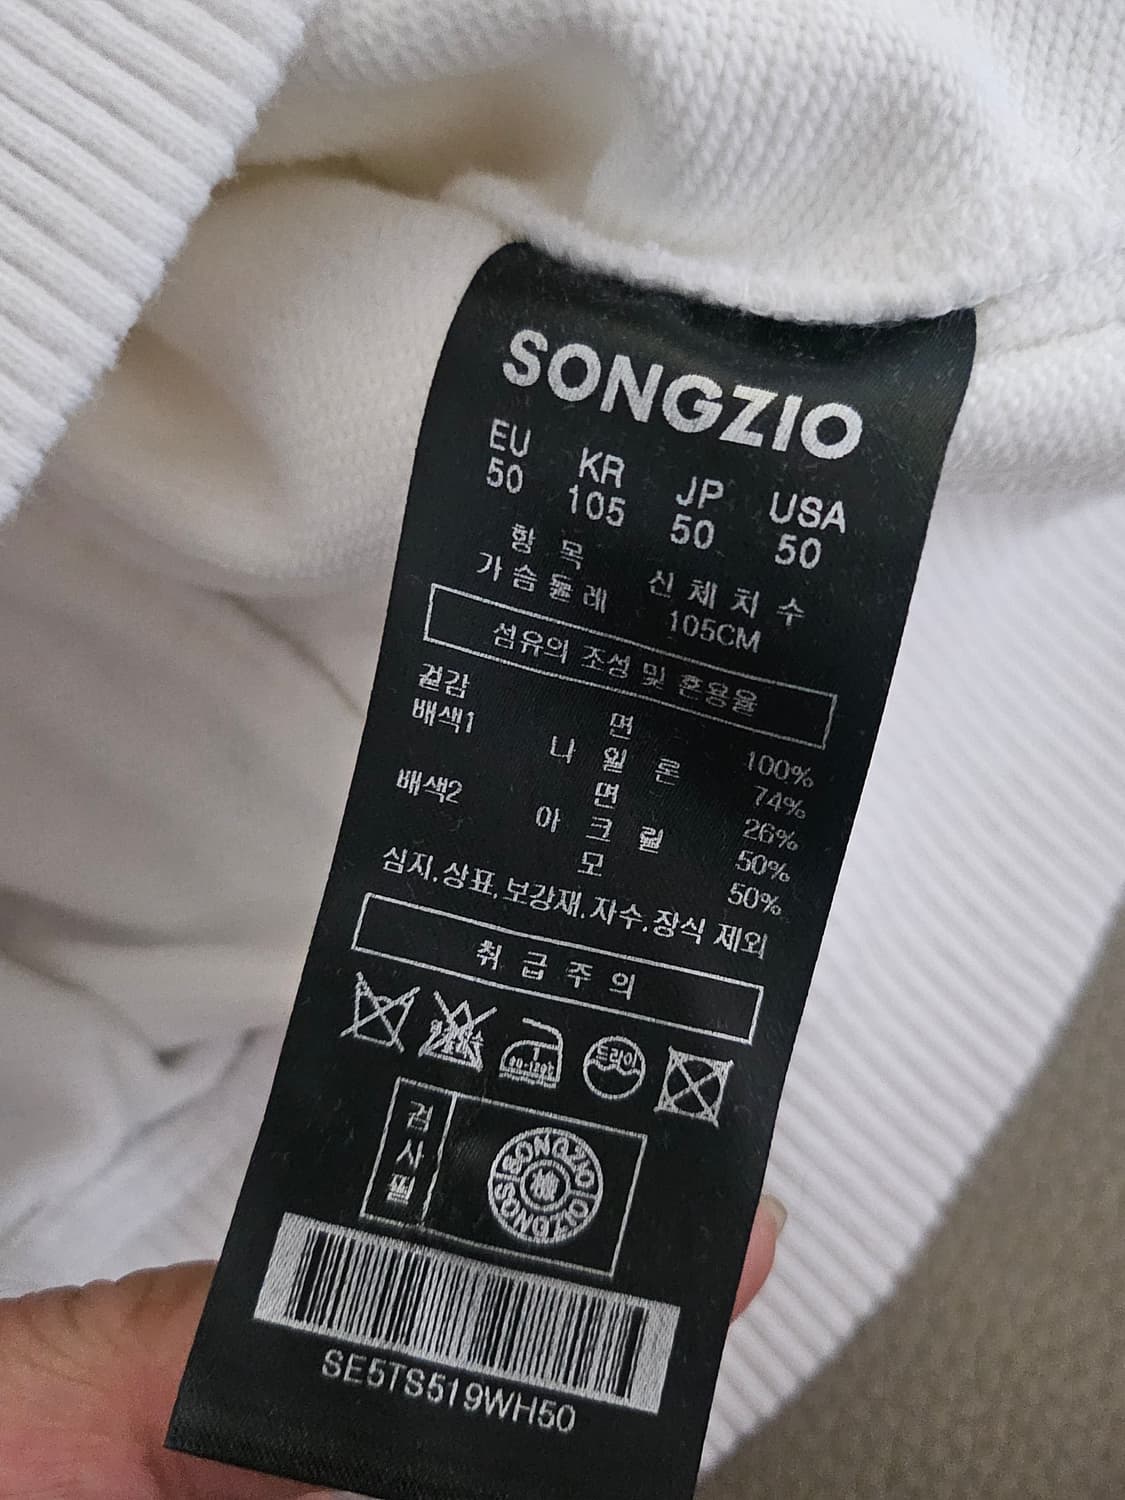 SONGZIO
EU KR JP USA
50 105 50 50
항 목 신 체 치 수
가 슴 둘 레 105CM
섬유의 조성 및 혼용율
겉감 면 100%
배색1 나 일 론 74%
면 26%
배색2 아 크 릴 50%
모 50%
심지,상표,보강재,자수,장식 제외
취 급 주 의
드라이
검
사
필
SONGZIO
SONGZIO
SE5TS519WH50